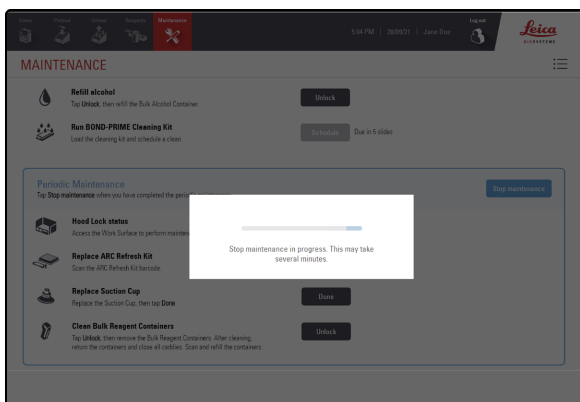 Status Preload Unload Reagents Maintenance
5:04 PM | 28/09/21 | Jane Doe
Log out
Leica
BIOSYSTEMS
MAINTENANCE
Refill alcohol
Tap Unlock, then refill the Bulk Alcohol Container.
Unlock
Run BOND-PRIME Cleaning Kit
Load the cleaning kit and schedule a clean.
Schedule
Due in 5 slides
Periodic Maintenance
Tap Stop maintenance when you have completed the
Stop maintenance
Hood Lock status
Access the Work Surface to perform
Stop maintenance in progress. This may take
several minutes.
Replace ARC Refresh Kit
Scan the ARC Refresh Kit barcode.
Replace Suction Cup
Replace the Suction Cup, then tap Done
Done
Clean Bulk Reagent Containers
Tap Unlock, then remove the Bulk Reagent Containers. After cleaning,
return the containers and close all caddies. Scan and refill the containers.
Unlock